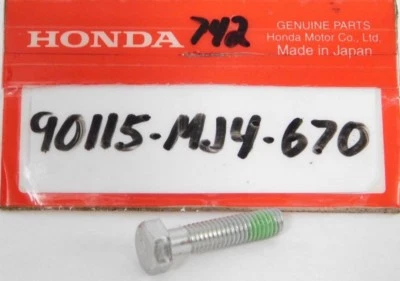 742
HONDA
GENUINE PARTS
Honda Motor Co., Ltd.
Made in Japan
90115-MJ4-670